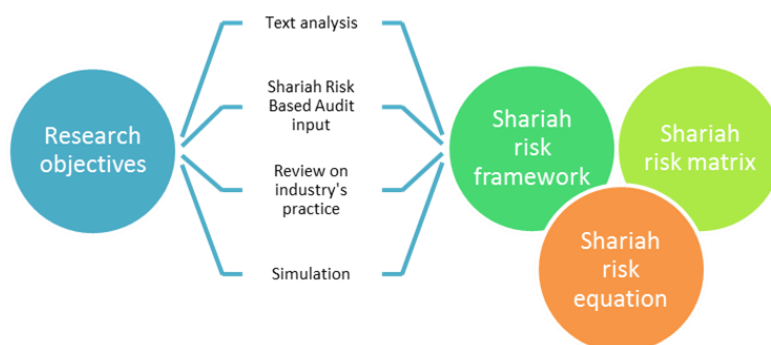 Research
objectives
Text analysis
Shariah Risk
Based Audit
input
Review on
industry's
practice
Simulation
Shariah
risk
framework
Shariah
risk matrix
Shariah
risk
equation